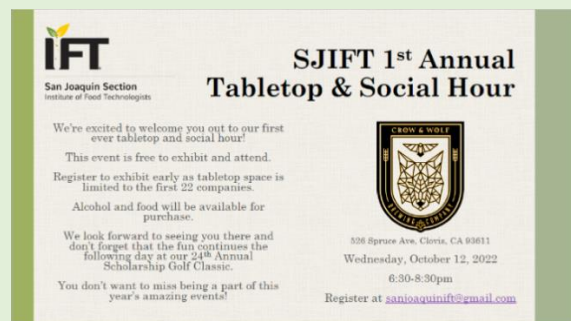 IFT
San Joaquin Section
Institute of Food Technologists
SJIFT 1st Annual
Tabletop & Social Hour
We're excited to welcome you out to our first
ever tabletop and social hour!
This event is free to exhibit and attend.
Register to exhibit early as tabletop space is
limited to the first 22 companies.
Alcohol and food will be available for
purchase.
We look forward to seeing you there and
don't forget that the fun continues the
following day at our 24th Annual
Scholarship Golf Classic.
You don't want to miss being a part of this
year's amazing events!
CROW & WOLF
BREWING COMPANY
526 Spruce Ave, Clovis, CA 93611
Wednesday, October 12, 2022
6:30-8:30pm
Register at sanjoaquinift@gmail.com